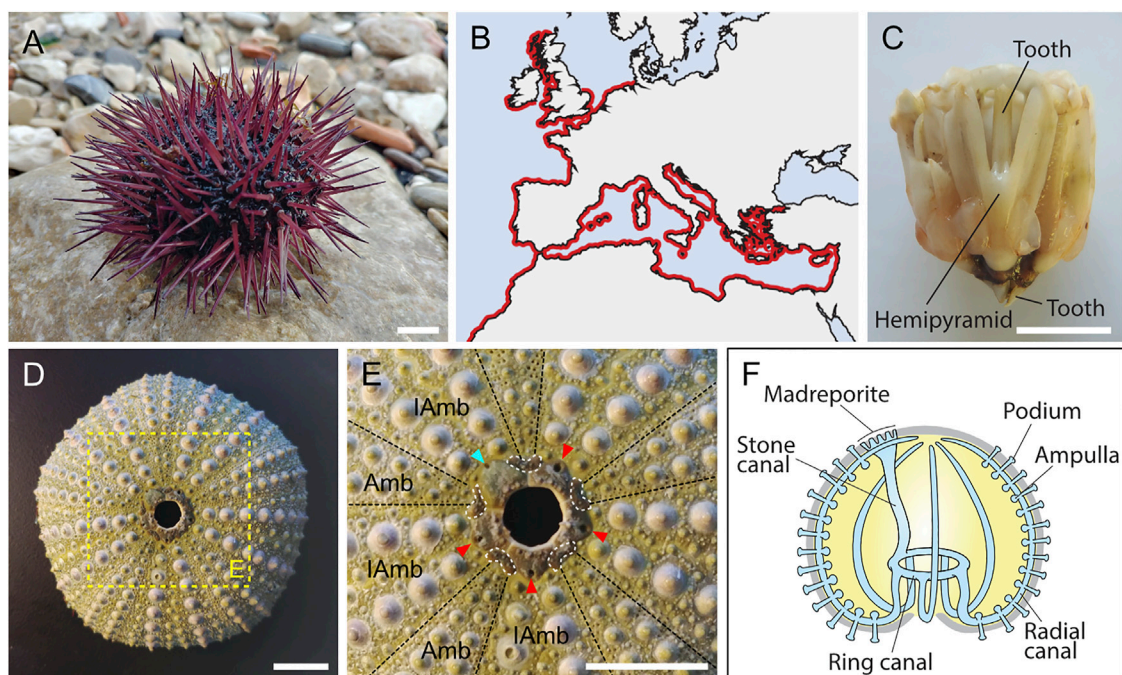 A
B
C
Tooth
Hemipyramid
Tooth
D
E
E
IAmb
Amb
IAmb
Amb
IAmb
F
Madreporite
Stone
canal
Podium
Ampulla
Radial
canal
Ring canal